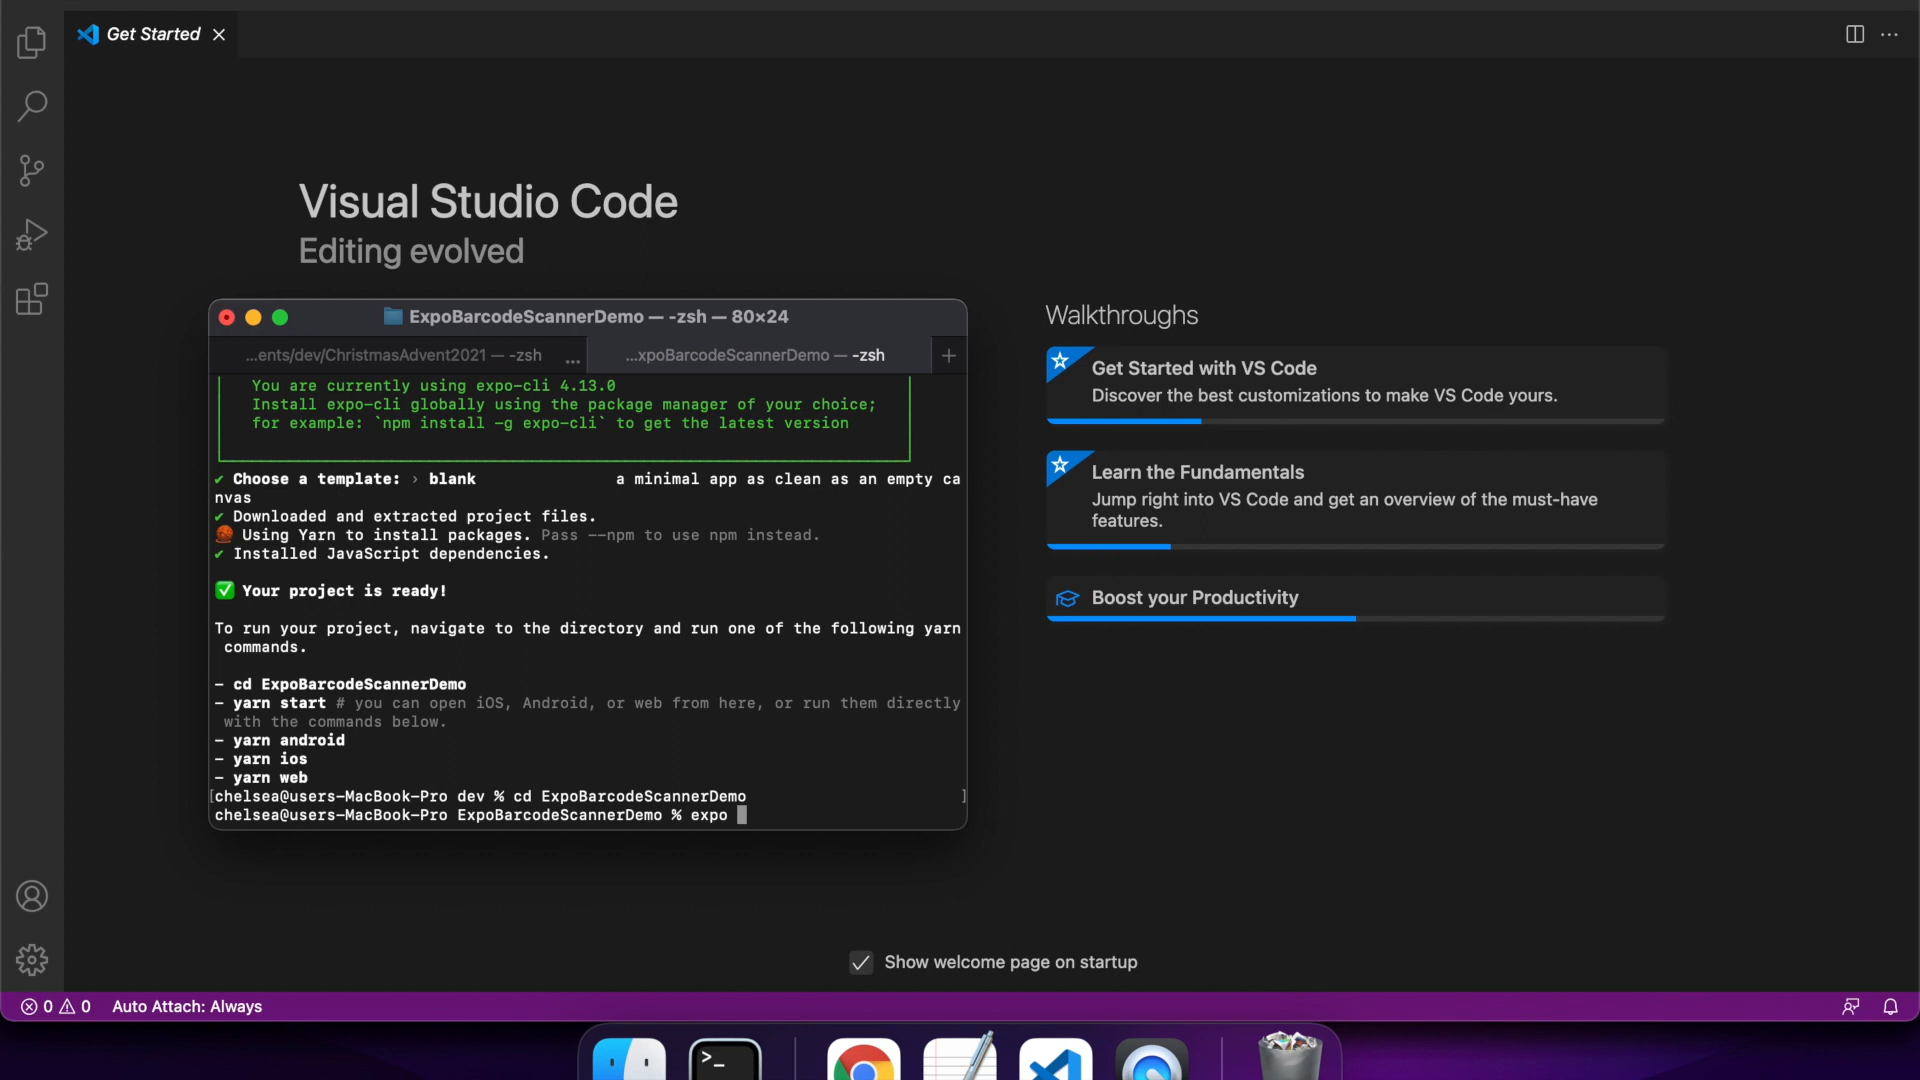 Get Started
Visual Studio Code
Editing evolved
ExpoBarcodeScannerDemo — -zsh — 80×24
...ents/dev/ChristmasAdvent2021 — -zsh ...
...xpoBarcodeScannerDemo — -zsh
You are currently using expo-cli 4.13.0
Install expo-cli globally using the package manager of your choice;
for example: `npm install -g expo-cli` to get the latest version
✔ Choose a template: › blank a minimal app as clean as an empty ca
nvas
✔ Downloaded and extracted project files.
Using Yarn to install packages. Pass --npm to use npm instead.
✔ Installed JavaScript dependencies.
✅ Your project is ready!
To run your project, navigate to the directory and run one of the following yarn
commands.
- cd ExpoBarcodeScannerDemo
- yarn start # you can open iOS, Android, or web from here, or run them directly
with the commands below.
- yarn android
- yarn ios
- yarn web
[chelsea@users-MacBook-Pro dev % cd ExpoBarcodeScannerDemo ]
chelsea@users-MacBook-Pro ExpoBarcodeScannerDemo % expo
Walkthroughs
Get Started with VS Code
Discover the best customizations to make VS Code yours.
Learn the Fundamentals
Jump right into VS Code and get an overview of the must-have
features.
Boost your Productivity
Show welcome page on startup
0 0 Auto Attach: Always
>_